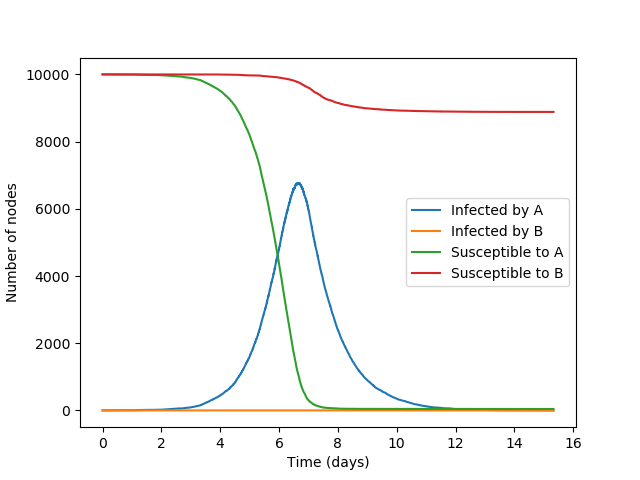 10000
8000
6000
4000
2000
0
Number of nodes
Infected by A
Infected by B
Susceptible to A
Susceptible to B
0 2 4 6 8 10 12 14 16
Time (days)